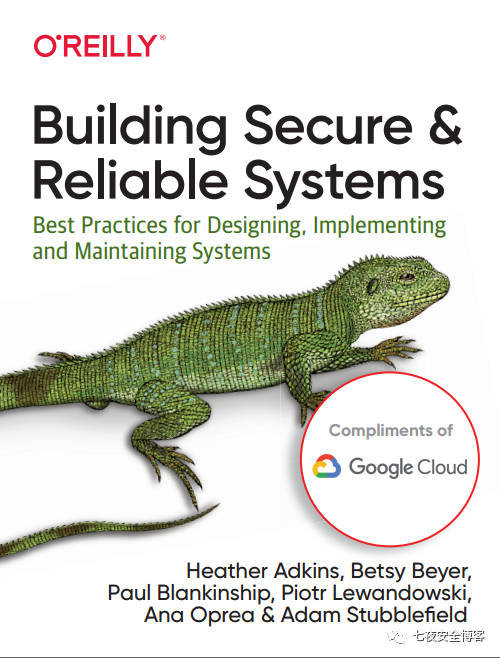 O'REILLY®
Building Secure &
Reliable Systems
Best Practices for Designing, Implementing
and Maintaining Systems
Compliments of
Google Cloud
Heather Adkins, Betsy Beyer,
Paul Blankinship, Piotr Lewandowski,
Ana Oprea & Adam Stubblefield
七夜安全博客